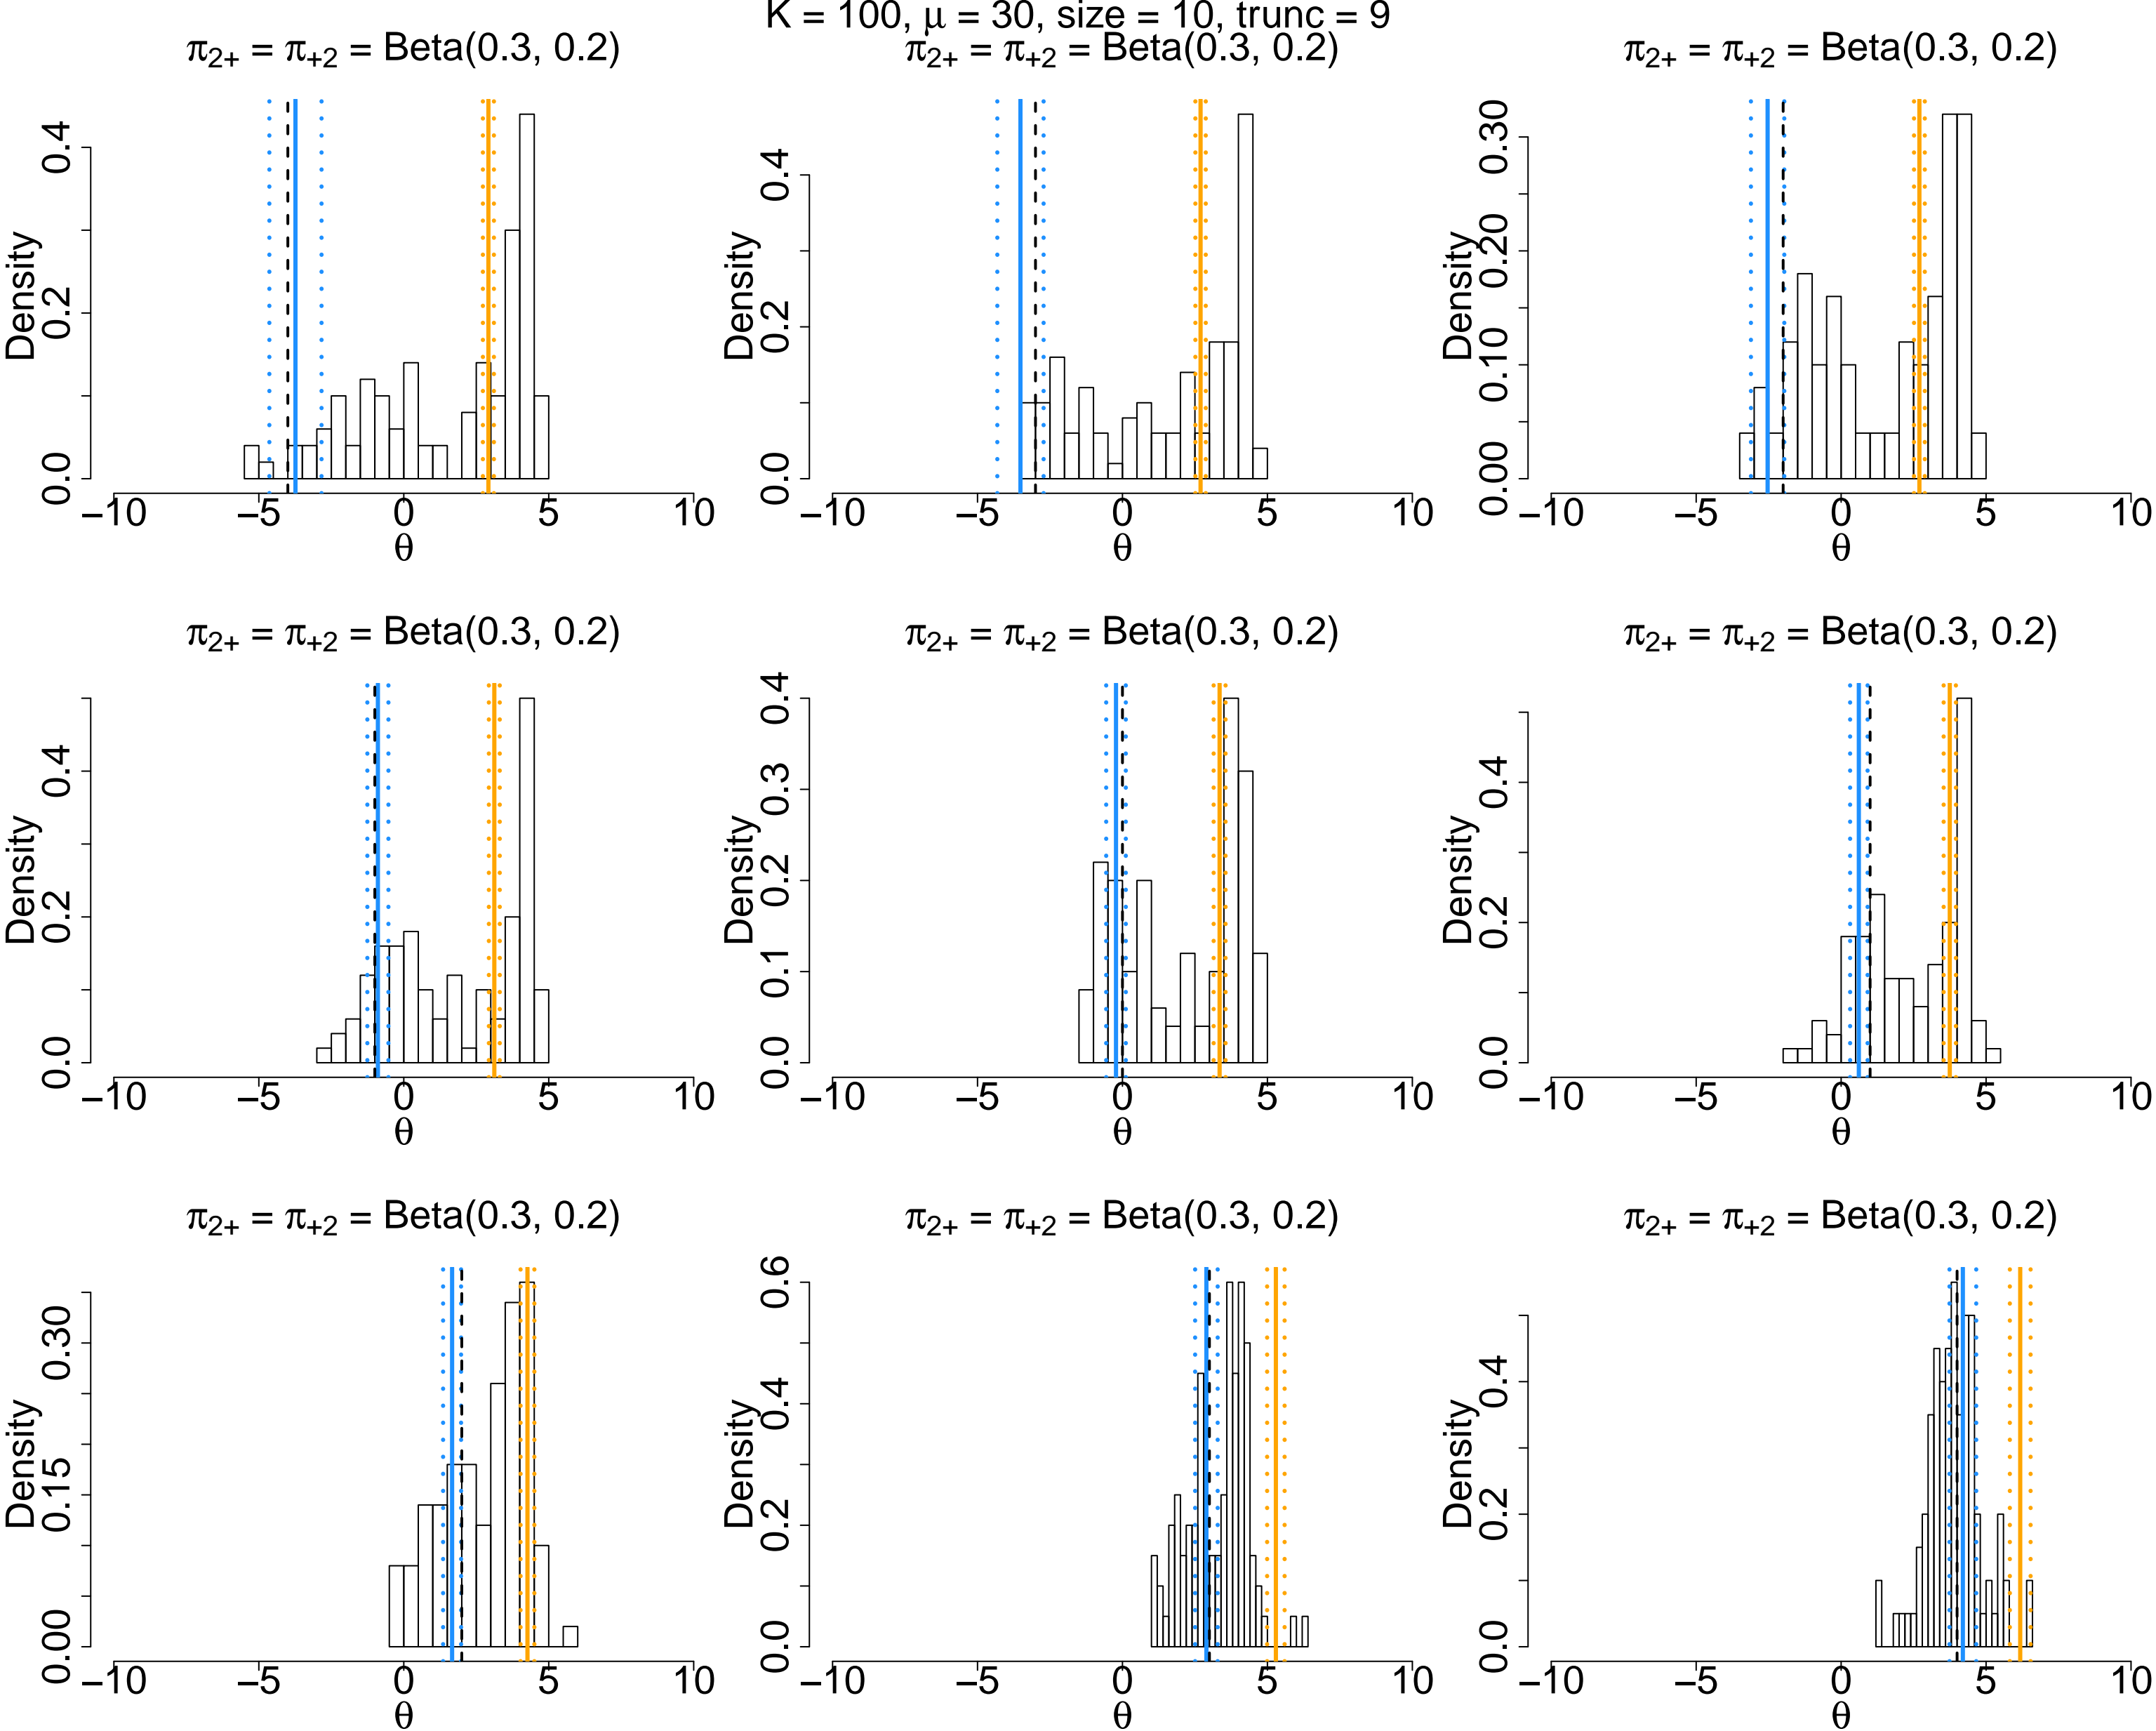 K = 100, μ = 30, size = 10, trunc = 9
π2+ = π+2 = Beta(0.3, 0.2) π2+ = π+2 = Beta(0.3, 0.2) π2+ = π+2 = Beta(0.3, 0.2)
Density 0.0 0.2 0.4 Density 0.0 0.2 0.4 Density 0.00 0.10 0.20 0.30
−10 −5 0 5 10 −10 −5 0 5 10 −10 −5 0 5 10
θ θ θ
π2+ = π+2 = Beta(0.3, 0.2) π2+ = π+2 = Beta(0.3, 0.2) π2+ = π+2 = Beta(0.3, 0.2)
Density 0.0 0.2 0.4 Density 0.0 0.1 0.2 0.3 0.4 Density 0.0 0.2 0.4
−10 −5 0 5 10 −10 −5 0 5 10 −10 −5 0 5 10
θ θ θ
π2+ = π+2 = Beta(0.3, 0.2) π2+ = π+2 = Beta(0.3, 0.2) π2+ = π+2 = Beta(0.3, 0.2)
Density 0.00 0.15 0.30 Density 0.0 0.2 0.4 0.6 Density 0.0 0.2 0.4
−10 −5 0 5 10 −10 −5 0 5 10 −10 −5 0 5 10
θ θ θ